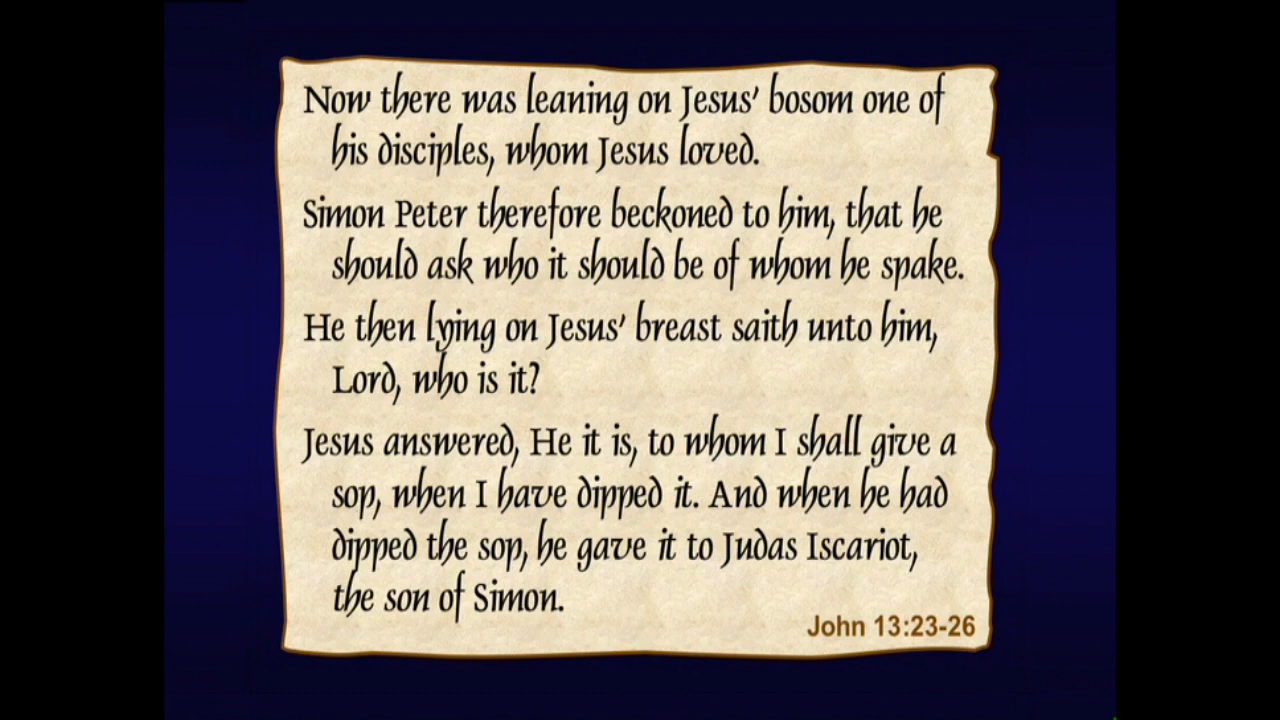 Now there was leaning on Jesus' bosom one of
his disciples, whom Jesus loved.
Simon Peter therefore beckoned to him, that he
should ask who it should be of whom he spake.
He then lying on Jesus' breast saith unto him,
Lord, who is it?
Jesus answered, He it is, to whom I shall give a
sop, when I have dipped it. And when he had
dipped the sop, he gave it to Judas Iscariot,
the son of Simon.
John 13:23-26